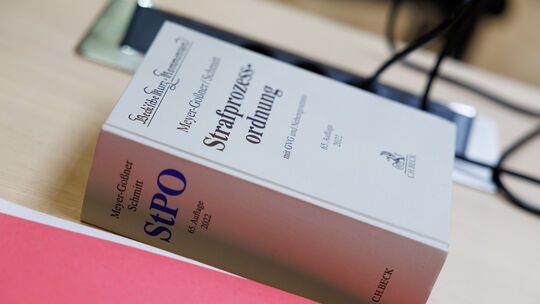 Beck'sche Kurz-Kommentare
Meyer-Goßner/Schmitt
Strafprozess-
ordnung
mit GVG und Nebengesetzen
65. Auflage
2022
C.H.BECK
Meyer-Goßner
Schmitt
StPO
65. Auflage
2022
C.H.BECK